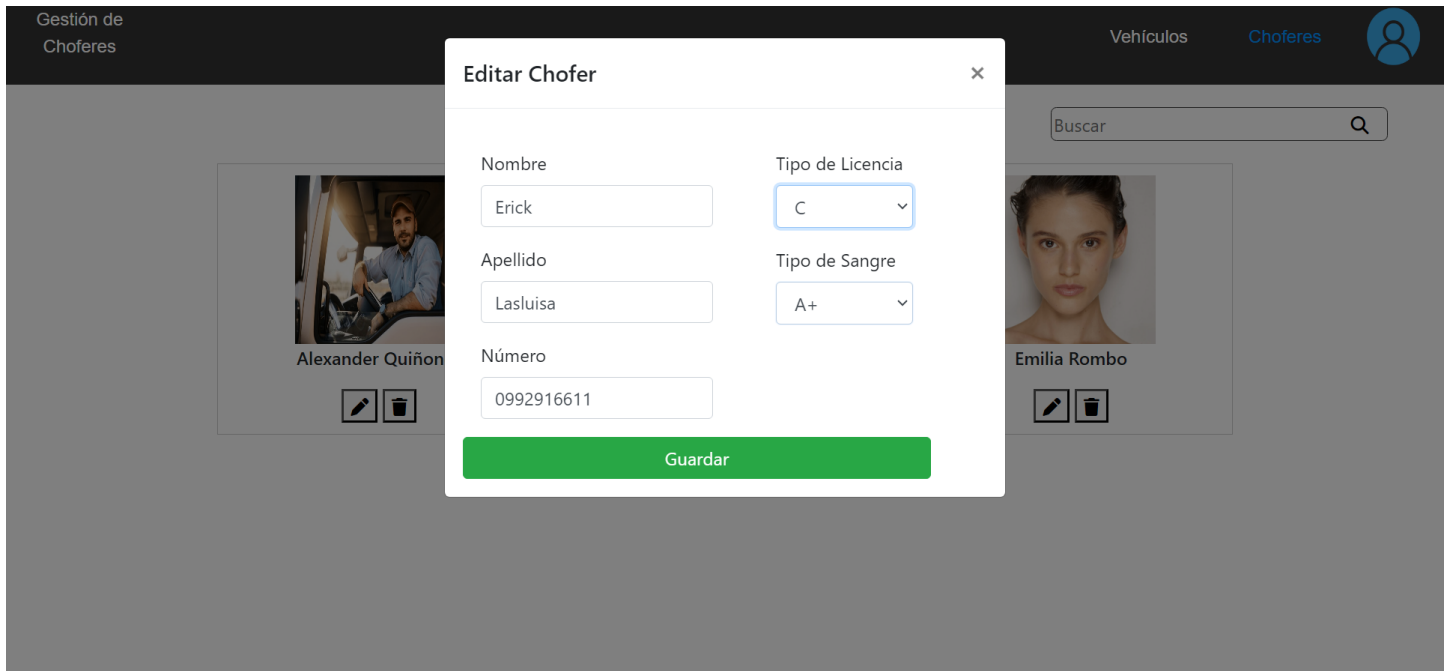 Gestión de
Choferes
Vehículos
Choferes
Editar Chofer
×
Buscar
Nombre
Tipo de Licencia
Erick
C
Apellido
Tipo de Sangre
Lasluisa
A+
Número
0992916611
Guardar
Alexander Quiñon
Emilia Rombo